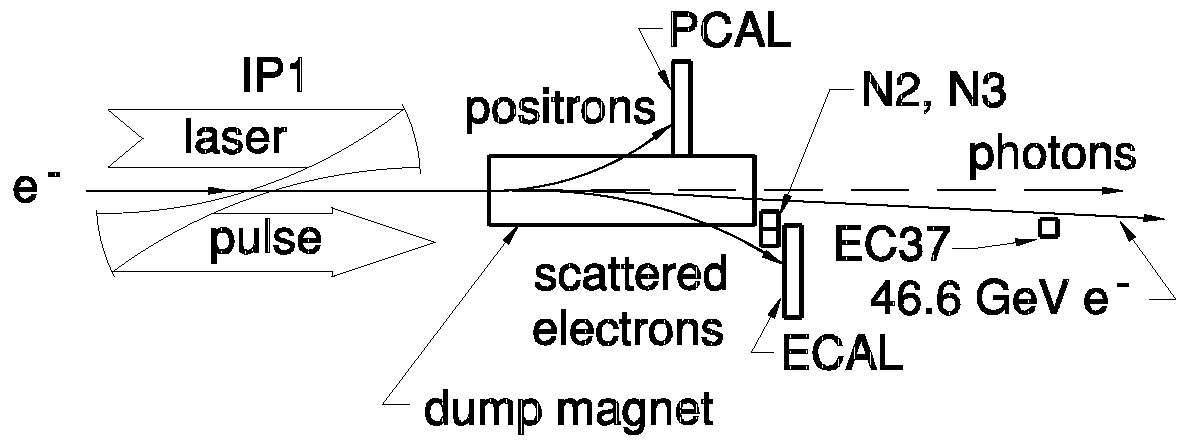 PCAL
IP1
N2, N3
positrons
laser
photons
e-
pulse
EC37
scattered
electrons
46.6 GeV e-
ECAL
dump magnet